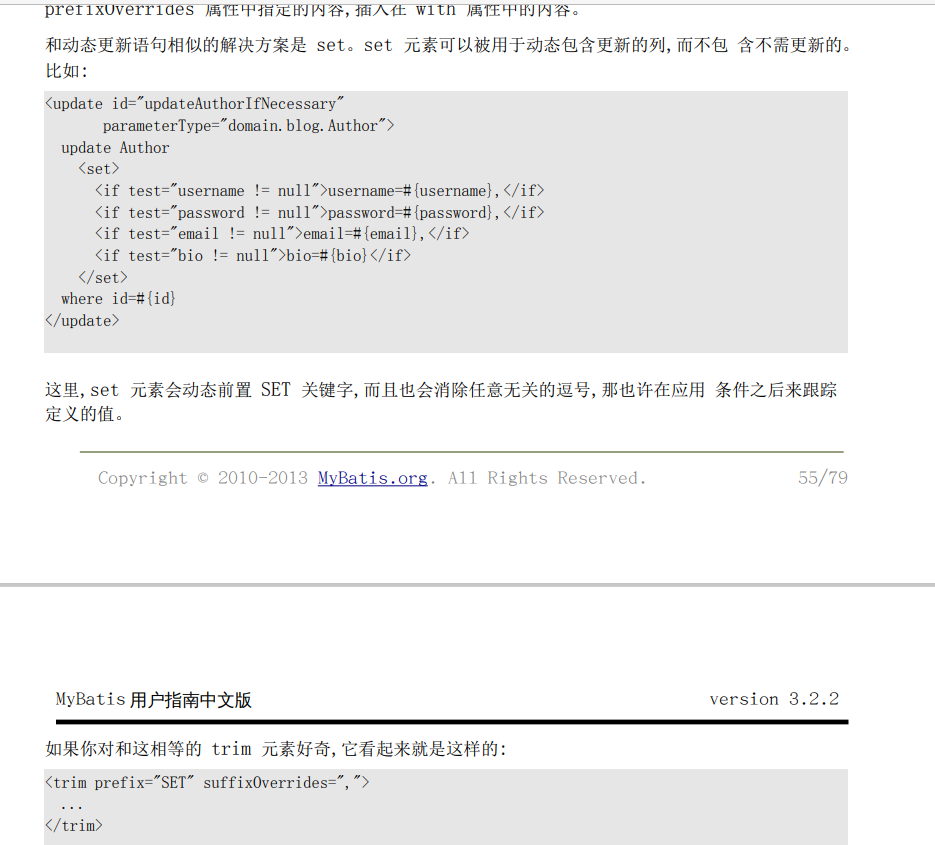 prefixOverrides 属性中指定的内容,插入在 with 属性中的内容。
和动态更新语句相似的解决方案是 set。set 元素可以被用于动态包含更新的列,而不包 含不需更新的。
比如:
<update id="updateAuthorIfNecessary"
parameterType="domain.blog.Author">
update Author
<set>
<if test="username != null">username=#{username},</if>
<if test="password != null">password=#{password},</if>
<if test="email != null">email=#{email},</if>
<if test="bio != null">bio=#{bio}</if>
</set>
where id=#{id}
</update>
这里,set 元素会动态前置 SET 关键字,而且也会消除任意无关的逗号,那也许在应用 条件之后来跟踪
定义的值。
Copyright © 2010-2013 MyBatis.org. All Rights Reserved. 55/79
MyBatis 用户指南中文版 version 3.2.2
如果你对和这相等的 trim 元素好奇,它看起来就是这样的:
<trim prefix="SET" suffixOverrides=",">
...
</trim>